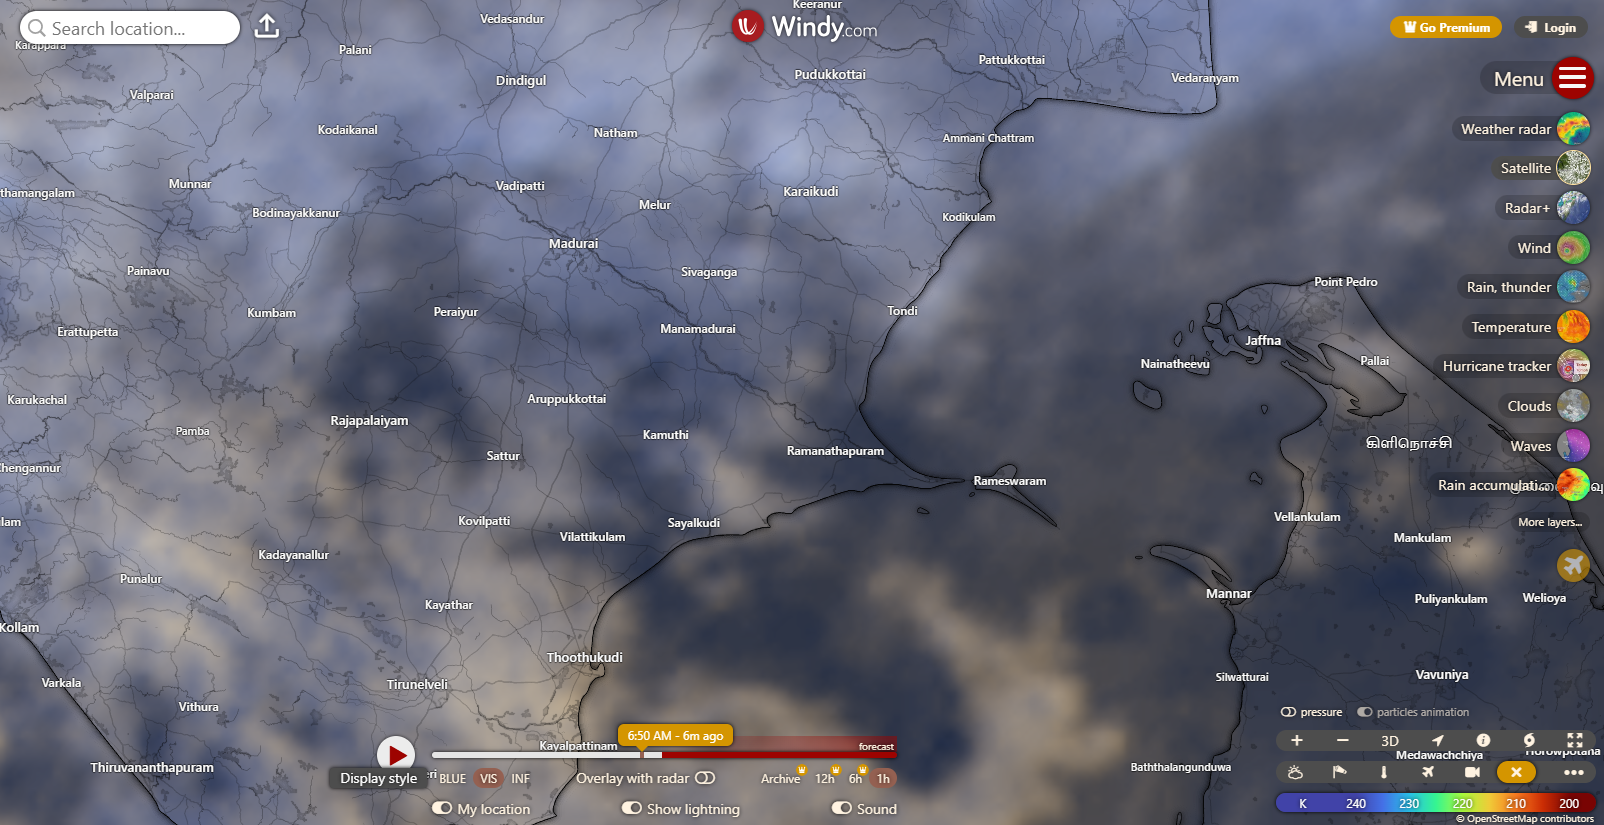 Search location...
Windy.com
Go Premium
Login
Menu
Weather radar
Satellite
Radar+
Wind
Rain, thunder
Temperature
Hurricane tracker
Clouds
Waves
More layers...
Keeranur
Vedasandur
Karappara
Palani
Pattukkottai
Dindigul
Pudukkottai
Vedaranyam
Valparai
Kodaikanal
Natham
Ammani Chattram
Munnar
Vadipatti
Karaikudi
thamangalam
Melur
Bodinayakkanur
Kodikulam
Madurai
Painavu
Sivaganga
Point Pedro
Kumbam
Peraiyur
Tondi
Erattupetta
Manamadurai
Jaffna
Nainatheevu
Pallai
Karukachal
Aruppukkottai
Rajapalaiyam
Pamba
Kamuthi
கிளிநொச்சி
Sattur
Ramanathapuram
Chengannur
Rameswaram
Kovilpatti
Sayalkudi
Vellankulam
Vilattikulam
Mankulam
Kadayanallur
Punalur
Mannar
Puliyankulam
Welioya
Kayathar
Kollam
Thoothukudi
Varkala
Tirunelveli
Silwatturai
Vavuniya
Vithura
Kayalpattinam
Thiruvananthapuram
Baththalangunduwa
Medawachchiya
Horowpotana
6:50 AM - 6m ago
forecast
Display style
BLUE
VIS
INF
Overlay with radar
Archive
12h
6h
1h
My location
Show lightning
Sound
pressure
particles animation
3D
K 240 230 220 210 200
© OpenStreetMap contributors